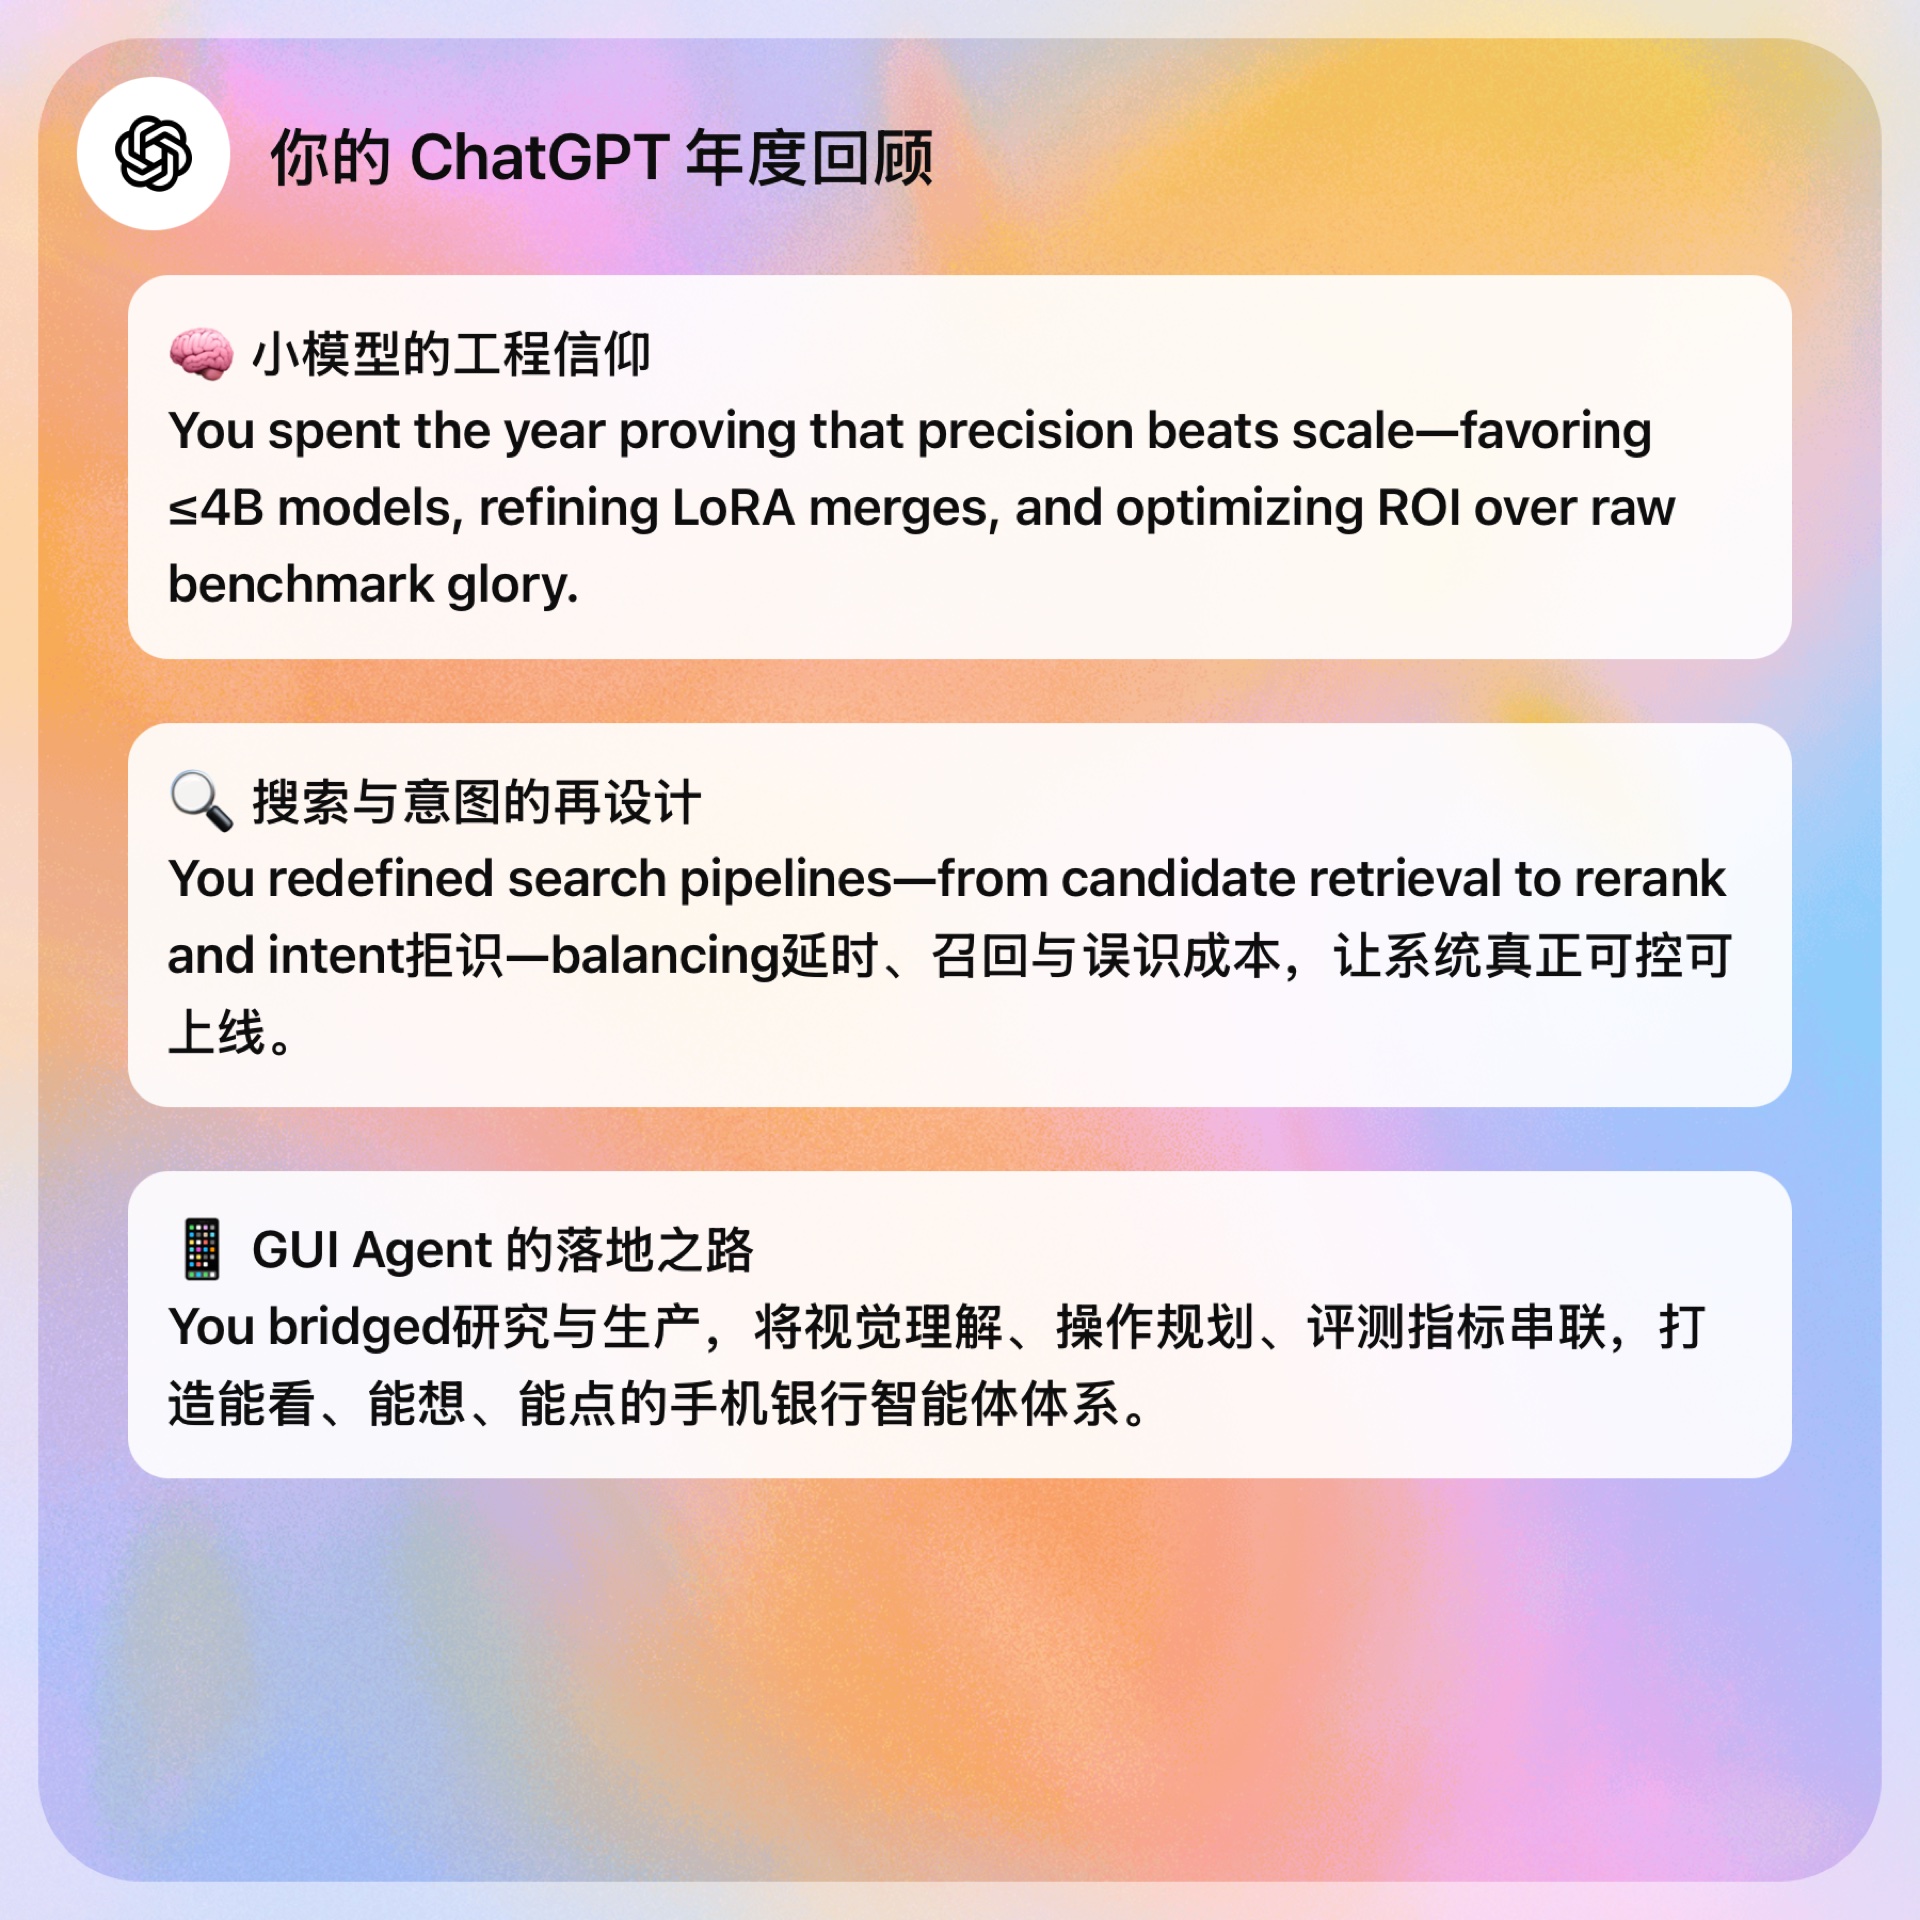 你的 ChatGPT 年度回顾
🧠 小模型的工程信仰
You spent the year proving that precision beats scale—favoring
≤4B models, refining LoRA merges, and optimizing ROI over raw
benchmark glory.
🔍 搜索与意图的再设计
You redefined search pipelines—from candidate retrieval to rerank
and intent拒识—balancing延时、召回与误识成本，让系统真正可控可
上线。
📱 GUI Agent 的落地之路
You bridged研究与生产，将视觉理解、操作规划、评测指标串联，打
造能看、能想、能点的手机银行智能体体系。